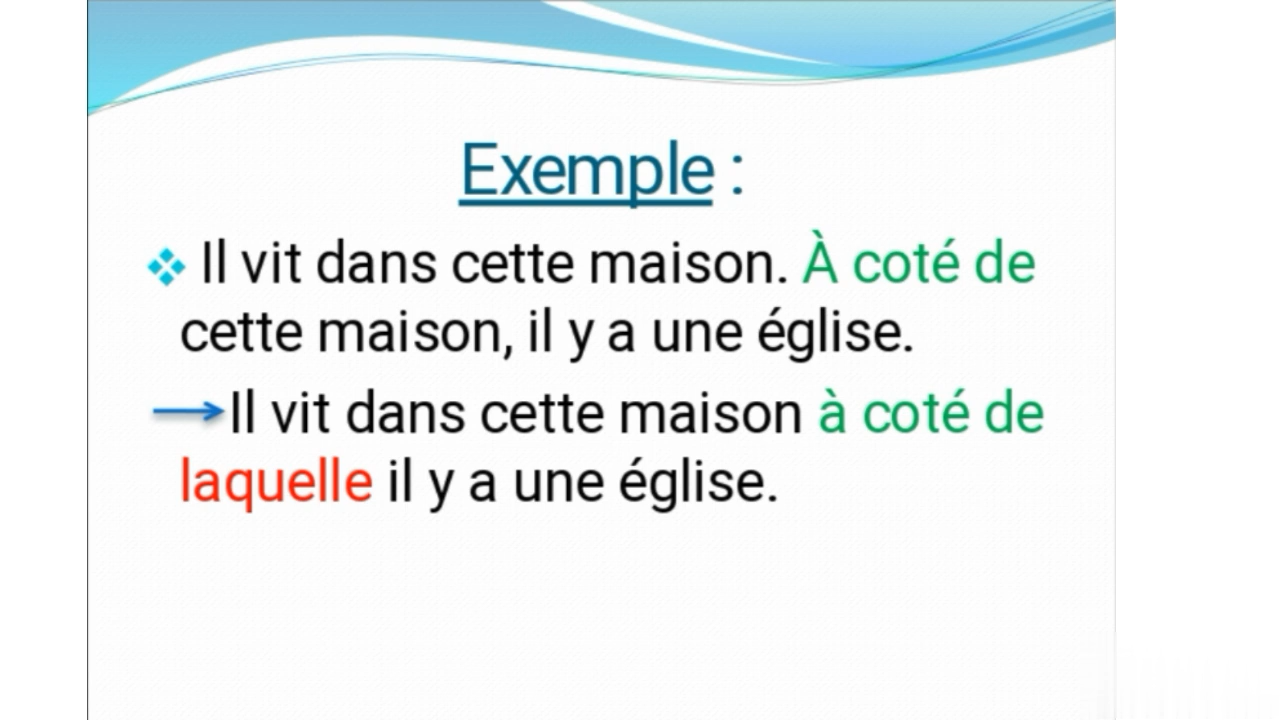 Exemple :
Il vit dans cette maison. À coté de
cette maison, il y a une église.
Il vit dans cette maison à coté de
laquelle il y a une église.